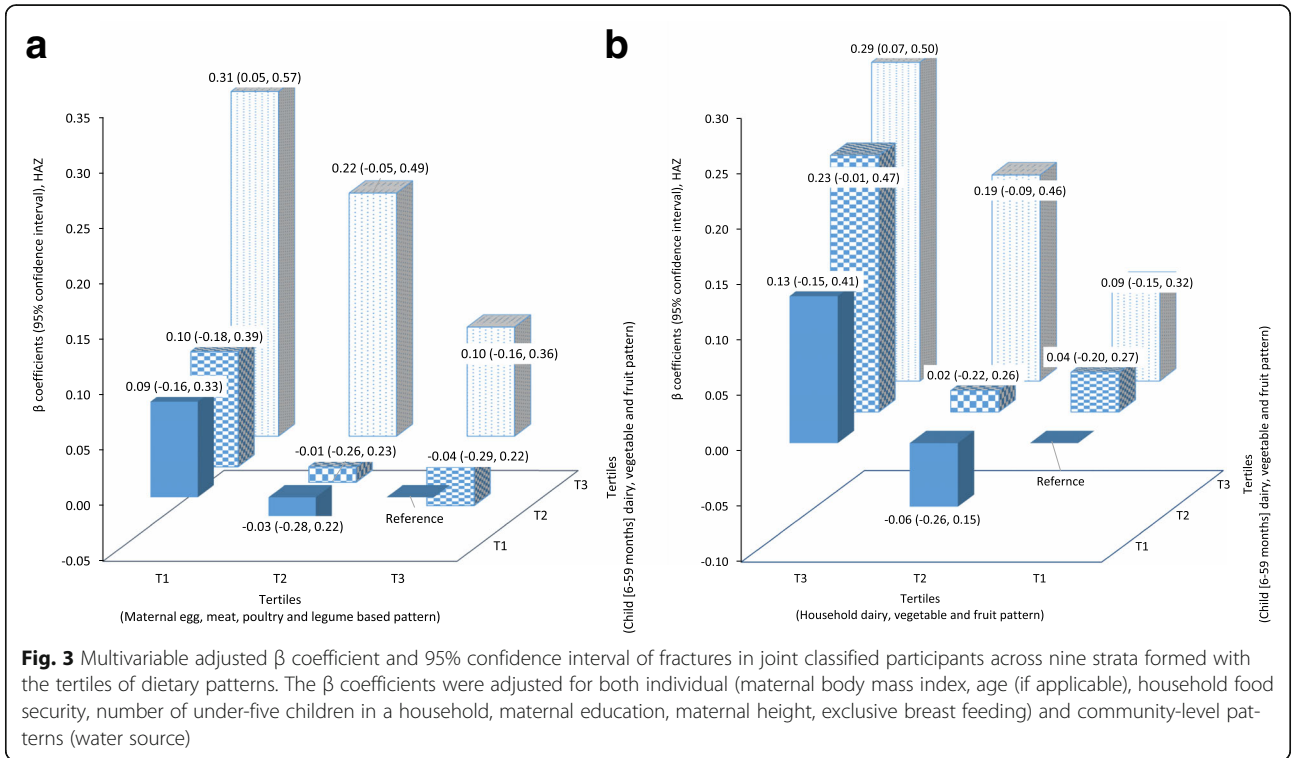 a
0.31 (0.05, 0.57)
0.22 (-0.05, 0.49)
0.10 (-0.18, 0.39)
0.10 (-0.16, 0.36)
0.09 (-0.16, 0.33)
-0.01 (-0.26, 0.23)
-0.04 (-0.29, 0.22)
-0.03 (-0.28, 0.22)
Reference
0.35
0.30
0.25
0.20
0.15
0.10
0.05
0.00
-0.05
β coefficients (95% confidence interval), HAZ
T1
T2
T3
Tertiles
(Maternal egg, meat, poultry and legume based pattern)
T3
T2
T1
Tertiles
(Child [6-59 months] dairy, vegetable and fruit pattern)
b
0.29 (0.07, 0.50)
0.23 (-0.01, 0.47)
0.19 (-0.09, 0.46)
0.13 (-0.15, 0.41)
0.09 (-0.15, 0.32)
0.04 (-0.20, 0.27)
0.02 (-0.22, 0.26)
Refernce
-0.06 (-0.26, 0.15)
0.30
0.25
0.20
0.15
0.10
0.05
0.00
-0.05
-0.10
β coefficients (95% confidence interval), HAZ
T3
T2
T1
Tertiles
(Household dairy, vegetable and fruit pattern)
T3
T2
T1
Tertiles
(Child [6-59 months] dairy, vegetable and fruit pattern)
Fig. 3 Multivariable adjusted β coefficient and 95% confidence interval of fractures in joint classified participants across nine strata formed with
the tertiles of dietary patterns. The β coefficients were adjusted for both individual (maternal body mass index, age (if applicable), household food
security, number of under-five children in a household, maternal education, maternal height, exclusive breast feeding) and community-level pat-
terns (water source)